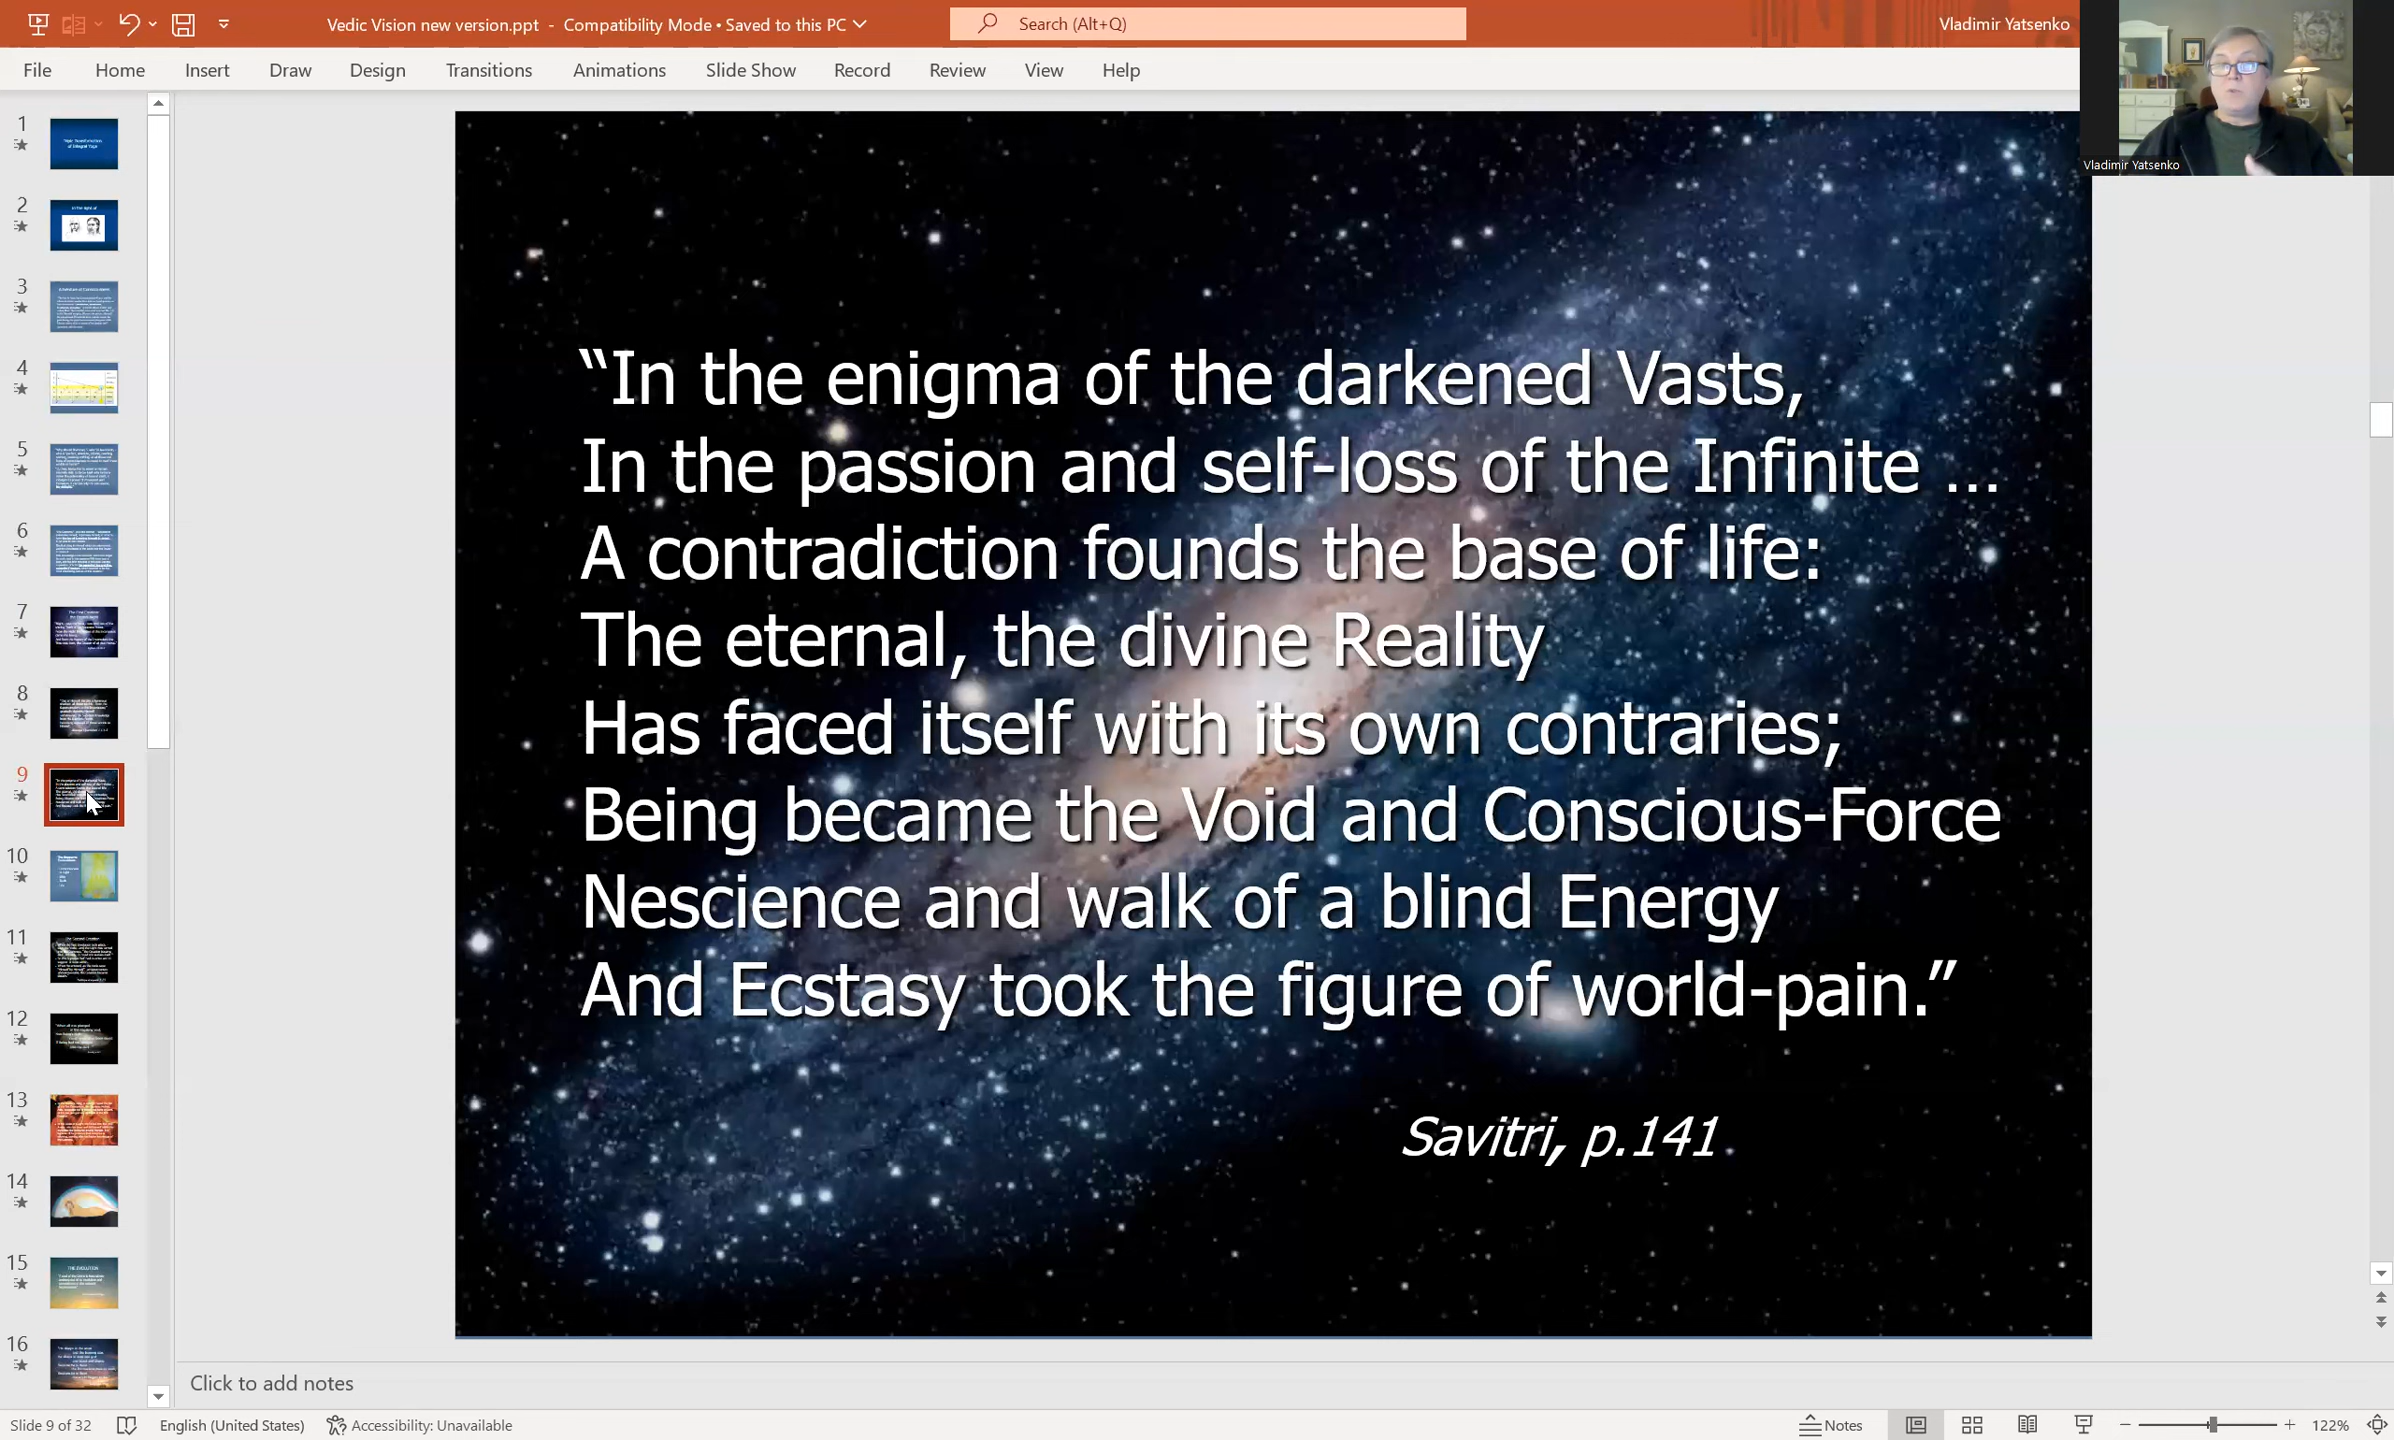 Vedic Vision new version.ppt - Compatibility Mode • Saved to this PC
Search (Alt+Q)
Vladimir Yatsenko
File Home Insert Draw Design Transitions Animations Slide Show Record Review View Help
Vladimir Yatsenko
1
2
3
4
5
6
7
8
9
10
11
12
13
14
15
16
“In the enigma of the darkened Vasts,
In the passion and self-loss of the Infinite ...
A contradiction founds the base of life:
The eternal, the divine Reality
Has faced itself with its own contraries;
Being became the Void and Conscious-Force
Nescience and walk of a blind Energy
And Ecstasy took the figure of world-pain.”
Savitri, p.141.
Click to add notes
Slide 9 of 32 English (United States) Accessibility: Unavailable Notes 122%